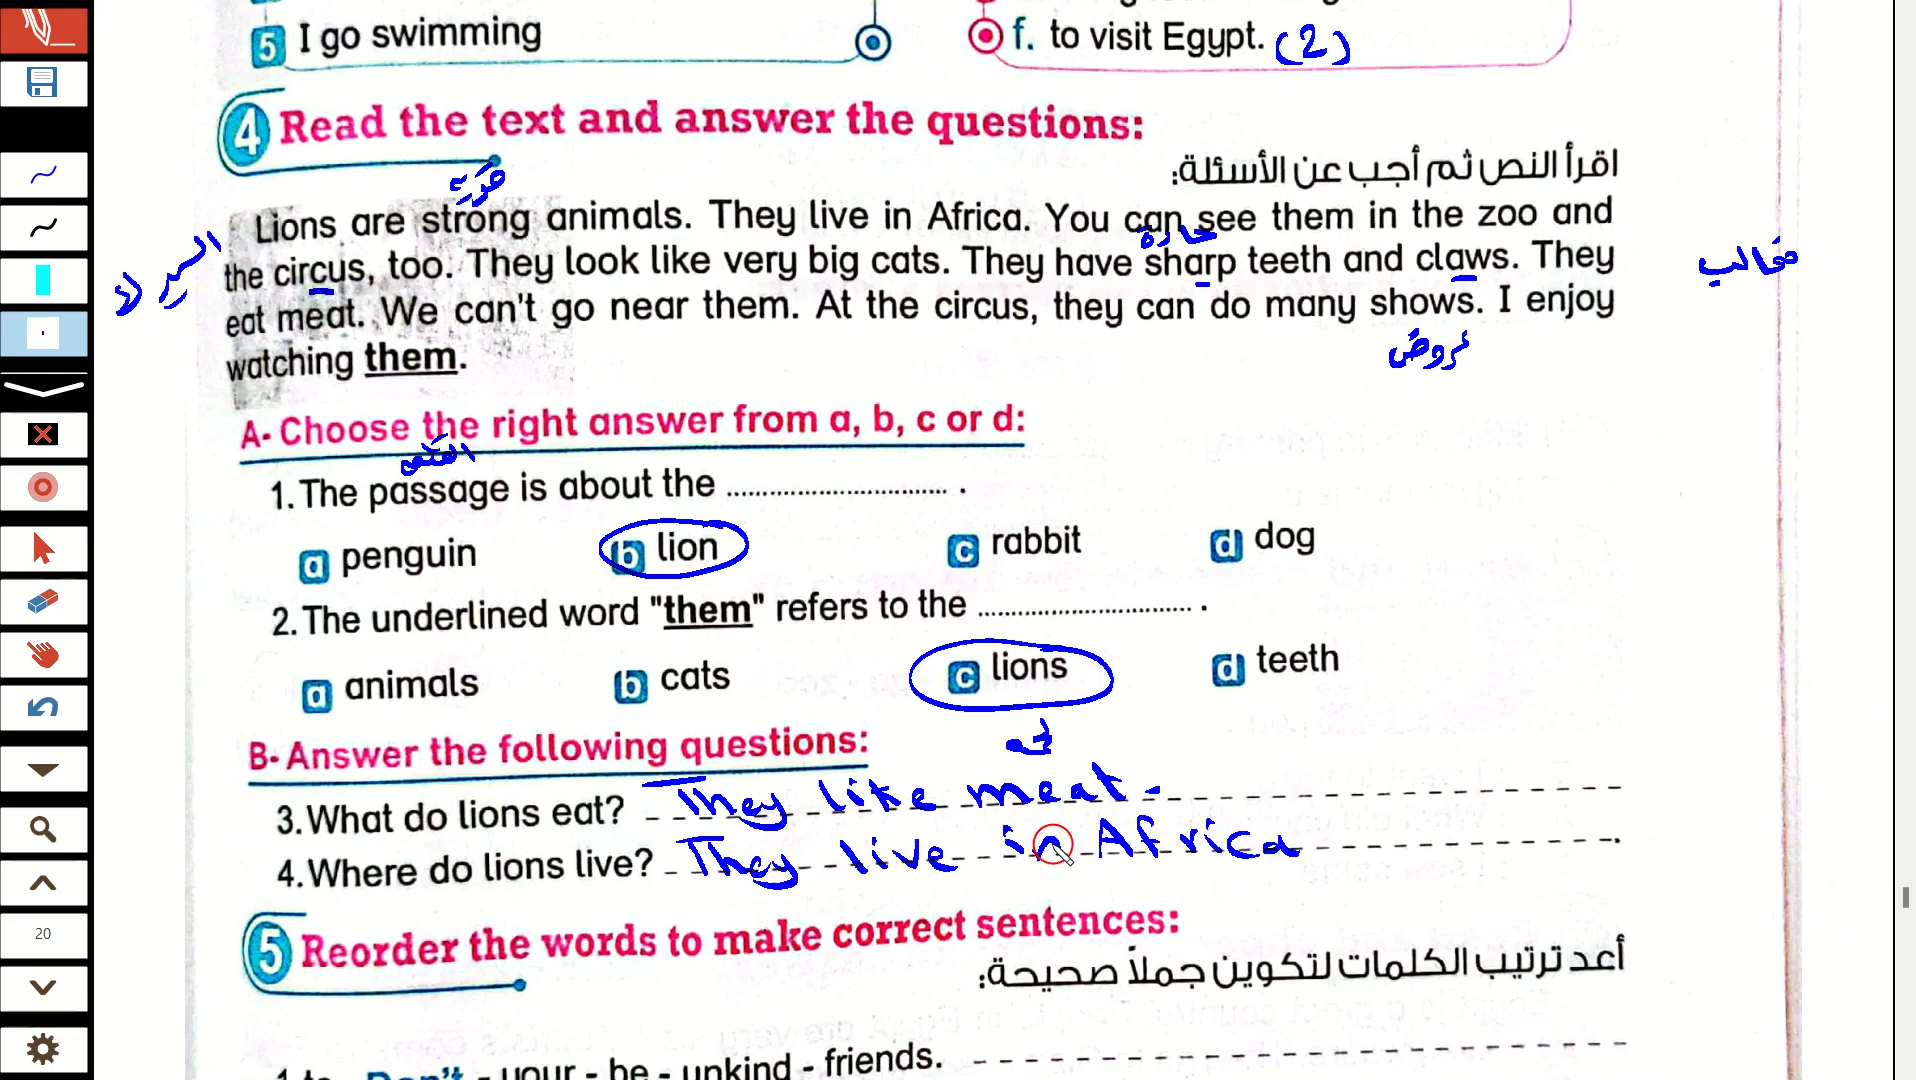 5 I go swimming
f. to visit Egypt. (2)
4 Read the text and answer the questions:
اقرأ النص ثم أجب عن الأسئلة:
Lions are strong animals. They live in Africa. You can see them in the zoo and
حادة
the circus, too. They look like very big cats. They have sharp teeth and claws. They
السيرك
مخالب
eat meat. We can't go near them. At the circus, they can do many shows. I enjoy
عروض
watching them.
A- Choose the right answer from a, b, c or d:
1. The passage is about the .............................. .
a penguin b lion c rabbit d dog
2. The underlined word "them" refers to the .............................. .
a animals b cats c lions d teeth
B- Answer the following questions:
3. What do lions eat? They like meat.
4. Where do lions live? They live in Africa
5 Reorder the words to make correct sentences:
أعد ترتيب الكلمات لتكوين جملاً صحيحة:
Don't - your - be - unkind - friends.
20